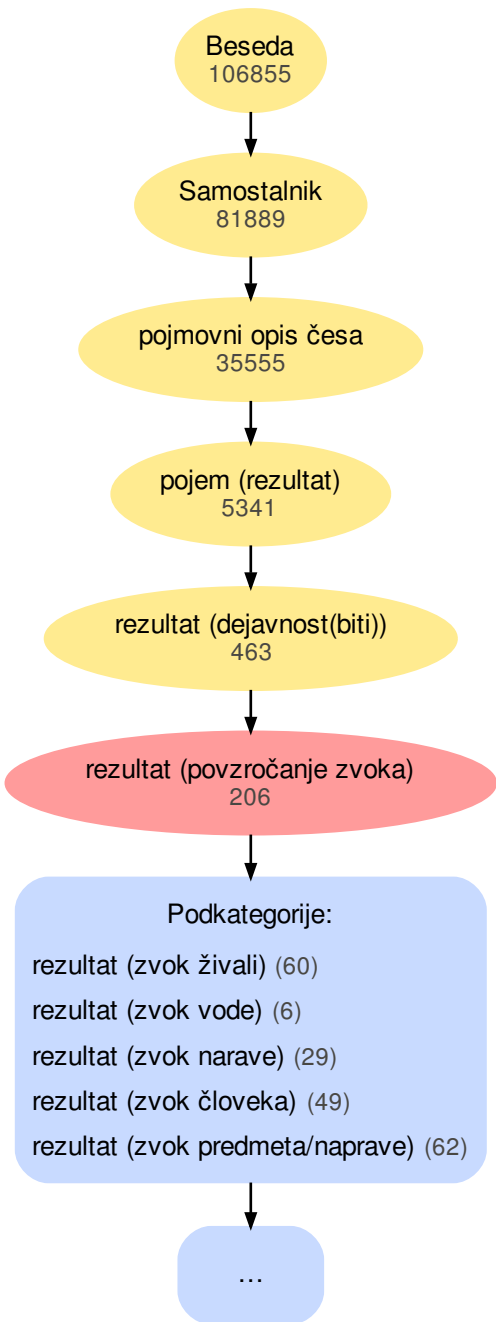 Beseda
106855
Samostalnik
81889
pojmovni opis česa
35555
pojem (rezultat)
5341
rezultat (dejavnost(biti))
463
rezultat (povzročanje zvoka)
206
Podkategorije:
rezultat (zvok živali) (60)
rezultat (zvok vode) (6)
rezultat (zvok narave) (29)
rezultat (zvok človeka) (49)
rezultat (zvok predmeta/naprave) (62)
...